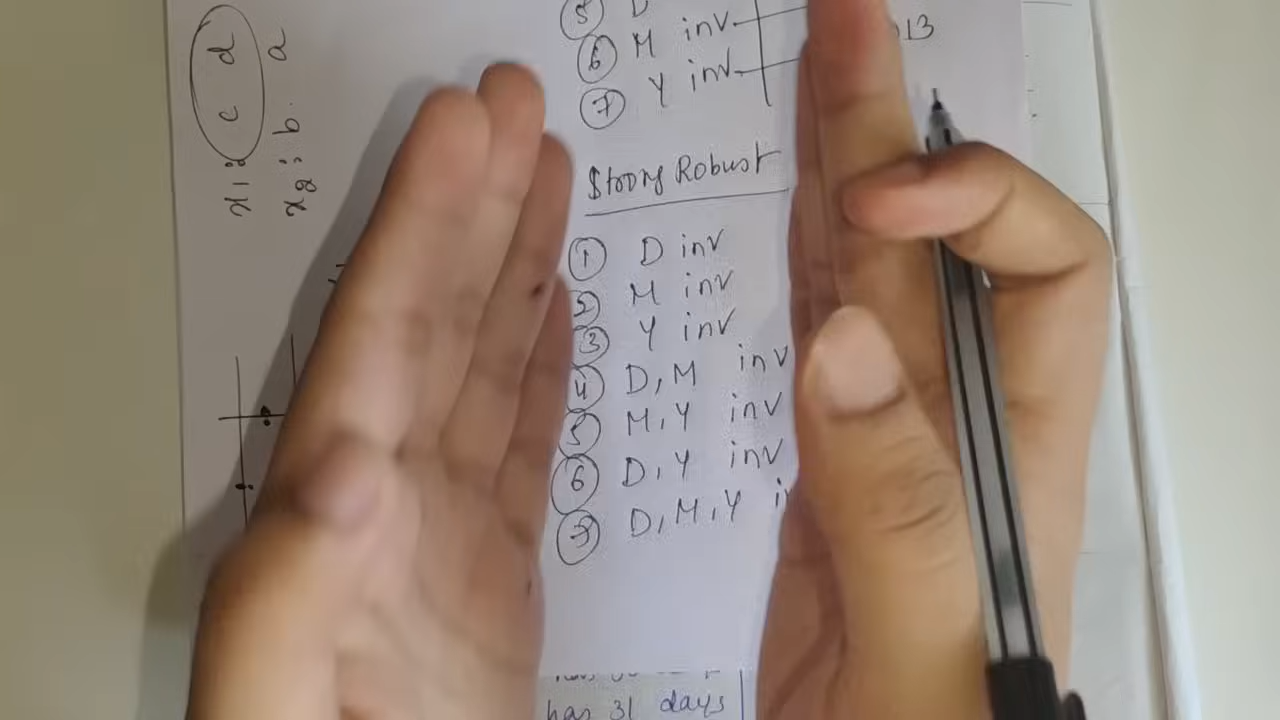 x1: c d
x2: b a
5 D
6 M inv
7 Y inv
013
Strong Robust
1 D inv
2 M inv
3 Y inv
4 D, M inv
5 M, Y inv
6 D, Y inv
7 D, M, Y
has 31 days